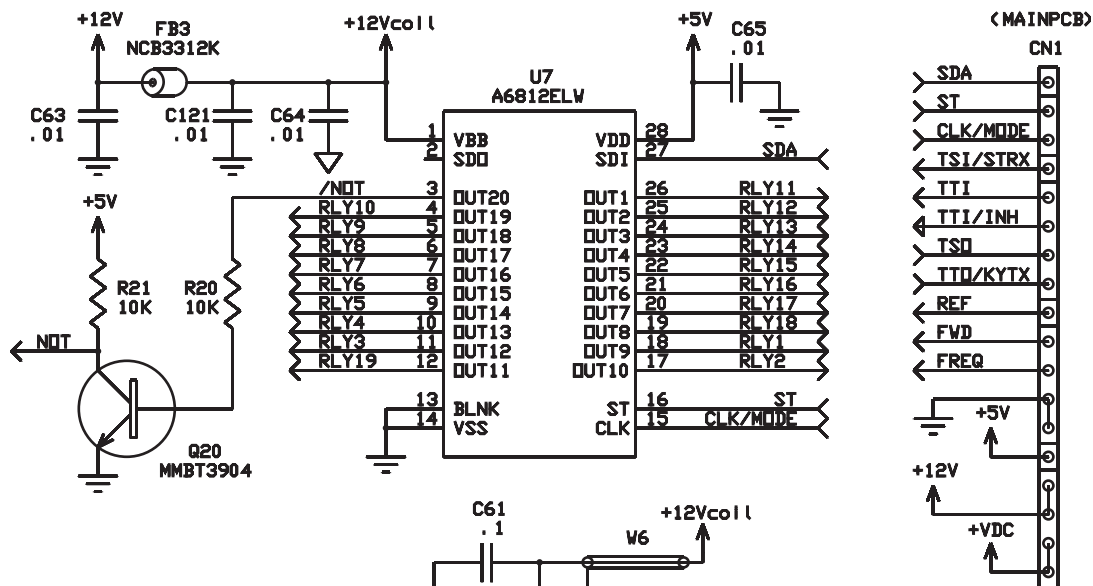 +12V
FB3
NCB3312K
+12Vcoil
+5V
C65
.01
(MAINPCB)
CN1
C63
.01
C121
.01
C64
.01
U7
A6812ELW
1 VBB
2 SDO
3 OUT20
4 OUT19
5 OUT18
6 OUT17
7 OUT16
8 OUT15
9 OUT14
10 OUT13
11 OUT12
12 OUT11
13 BLNK
14 VSS
VDD 28
SDI 27
OUT1 26
OUT2 25
OUT3 24
OUT4 23
OUT5 22
OUT6 21
OUT7 20
OUT8 19
OUT9 18
OUT10 17
ST 16
CLK 15
/NOT
RLY10
RLY9
RLY8
RLY7
RLY6
RLY5
RLY4
RLY3
RLY19
SDA
RLY11
RLY12
RLY13
RLY14
RLY15
RLY16
RLY17
RLY18
RLY1
RLY2
ST
CLK/MODE
SDA
ST
CLK/MODE
TSI/STRX
TTI
TTI/INH
TSO
TTO/KYTX
REF
FWD
FREQ
+5V
+12V
+VDC
+5V
R21
10K
R20
10K
NOT
Q20
MMBT3904
C61
.1
W6
+12Vcoil